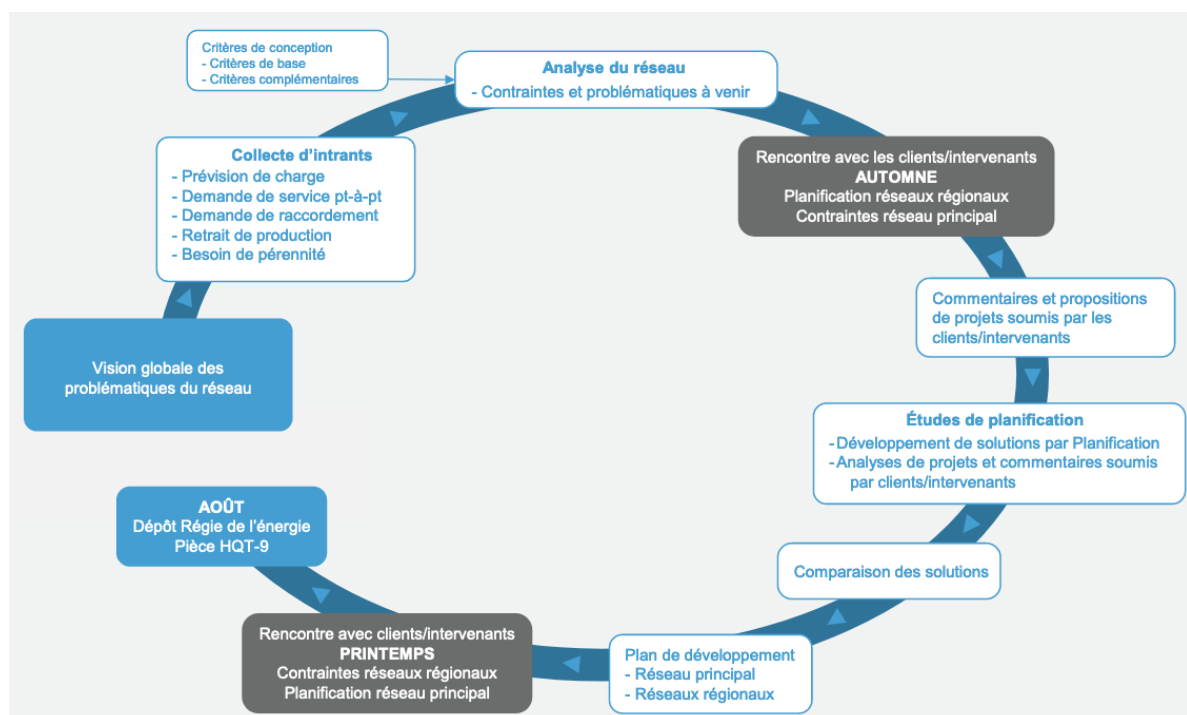 Critères de conception
- Critères de base
- Critères complémentaires
Analyse du réseau
- Contraintes et problématiques à venir
Collecte d’intrants
- Prévision de charge
- Demande de service pt-à-pt
- Demande de raccordement
- Retrait de production
- Besoin de pérennité
Rencontre avec les clients/intervenants
AUTOMNE
Planification réseaux régionaux
Contraintes réseau principal
Vision globale des
problématiques du réseau
Commentaires et propositions
de projets soumis par les
clients/intervenants
Études de planification
- Développement de solutions par Planification
- Analyses de projets et commentaires soumis
par clients/intervenants
Comparaison des solutions
Plan de développement
- Réseau principal
- Réseaux régionaux
Rencontre avec clients/intervenants
PRINTEMPS
Contraintes réseaux régionaux
Planification réseau principal
AOÛT
Dépôt Régie de l’énergie
Pièce HQT-9